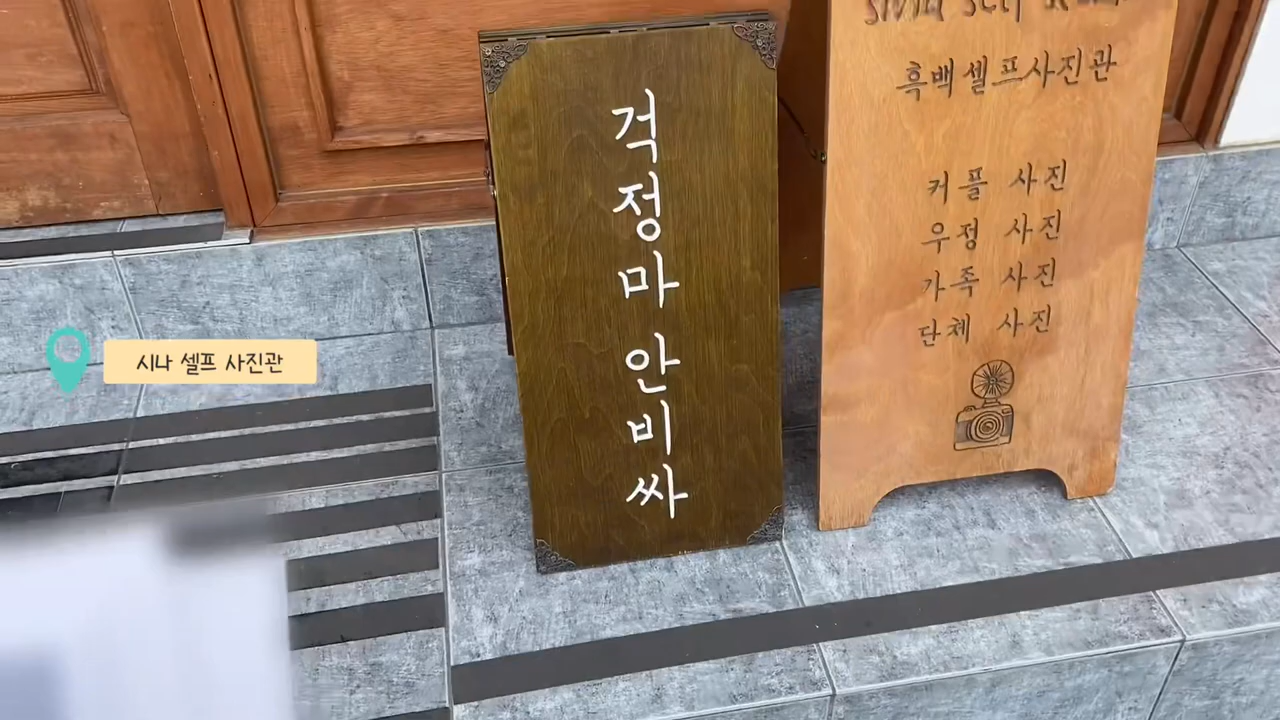 걱정마 안비싸
흑백셀프사진관
커플 사진
우정 사진
가족 사진
단체 사진
시나 셀프 사진관